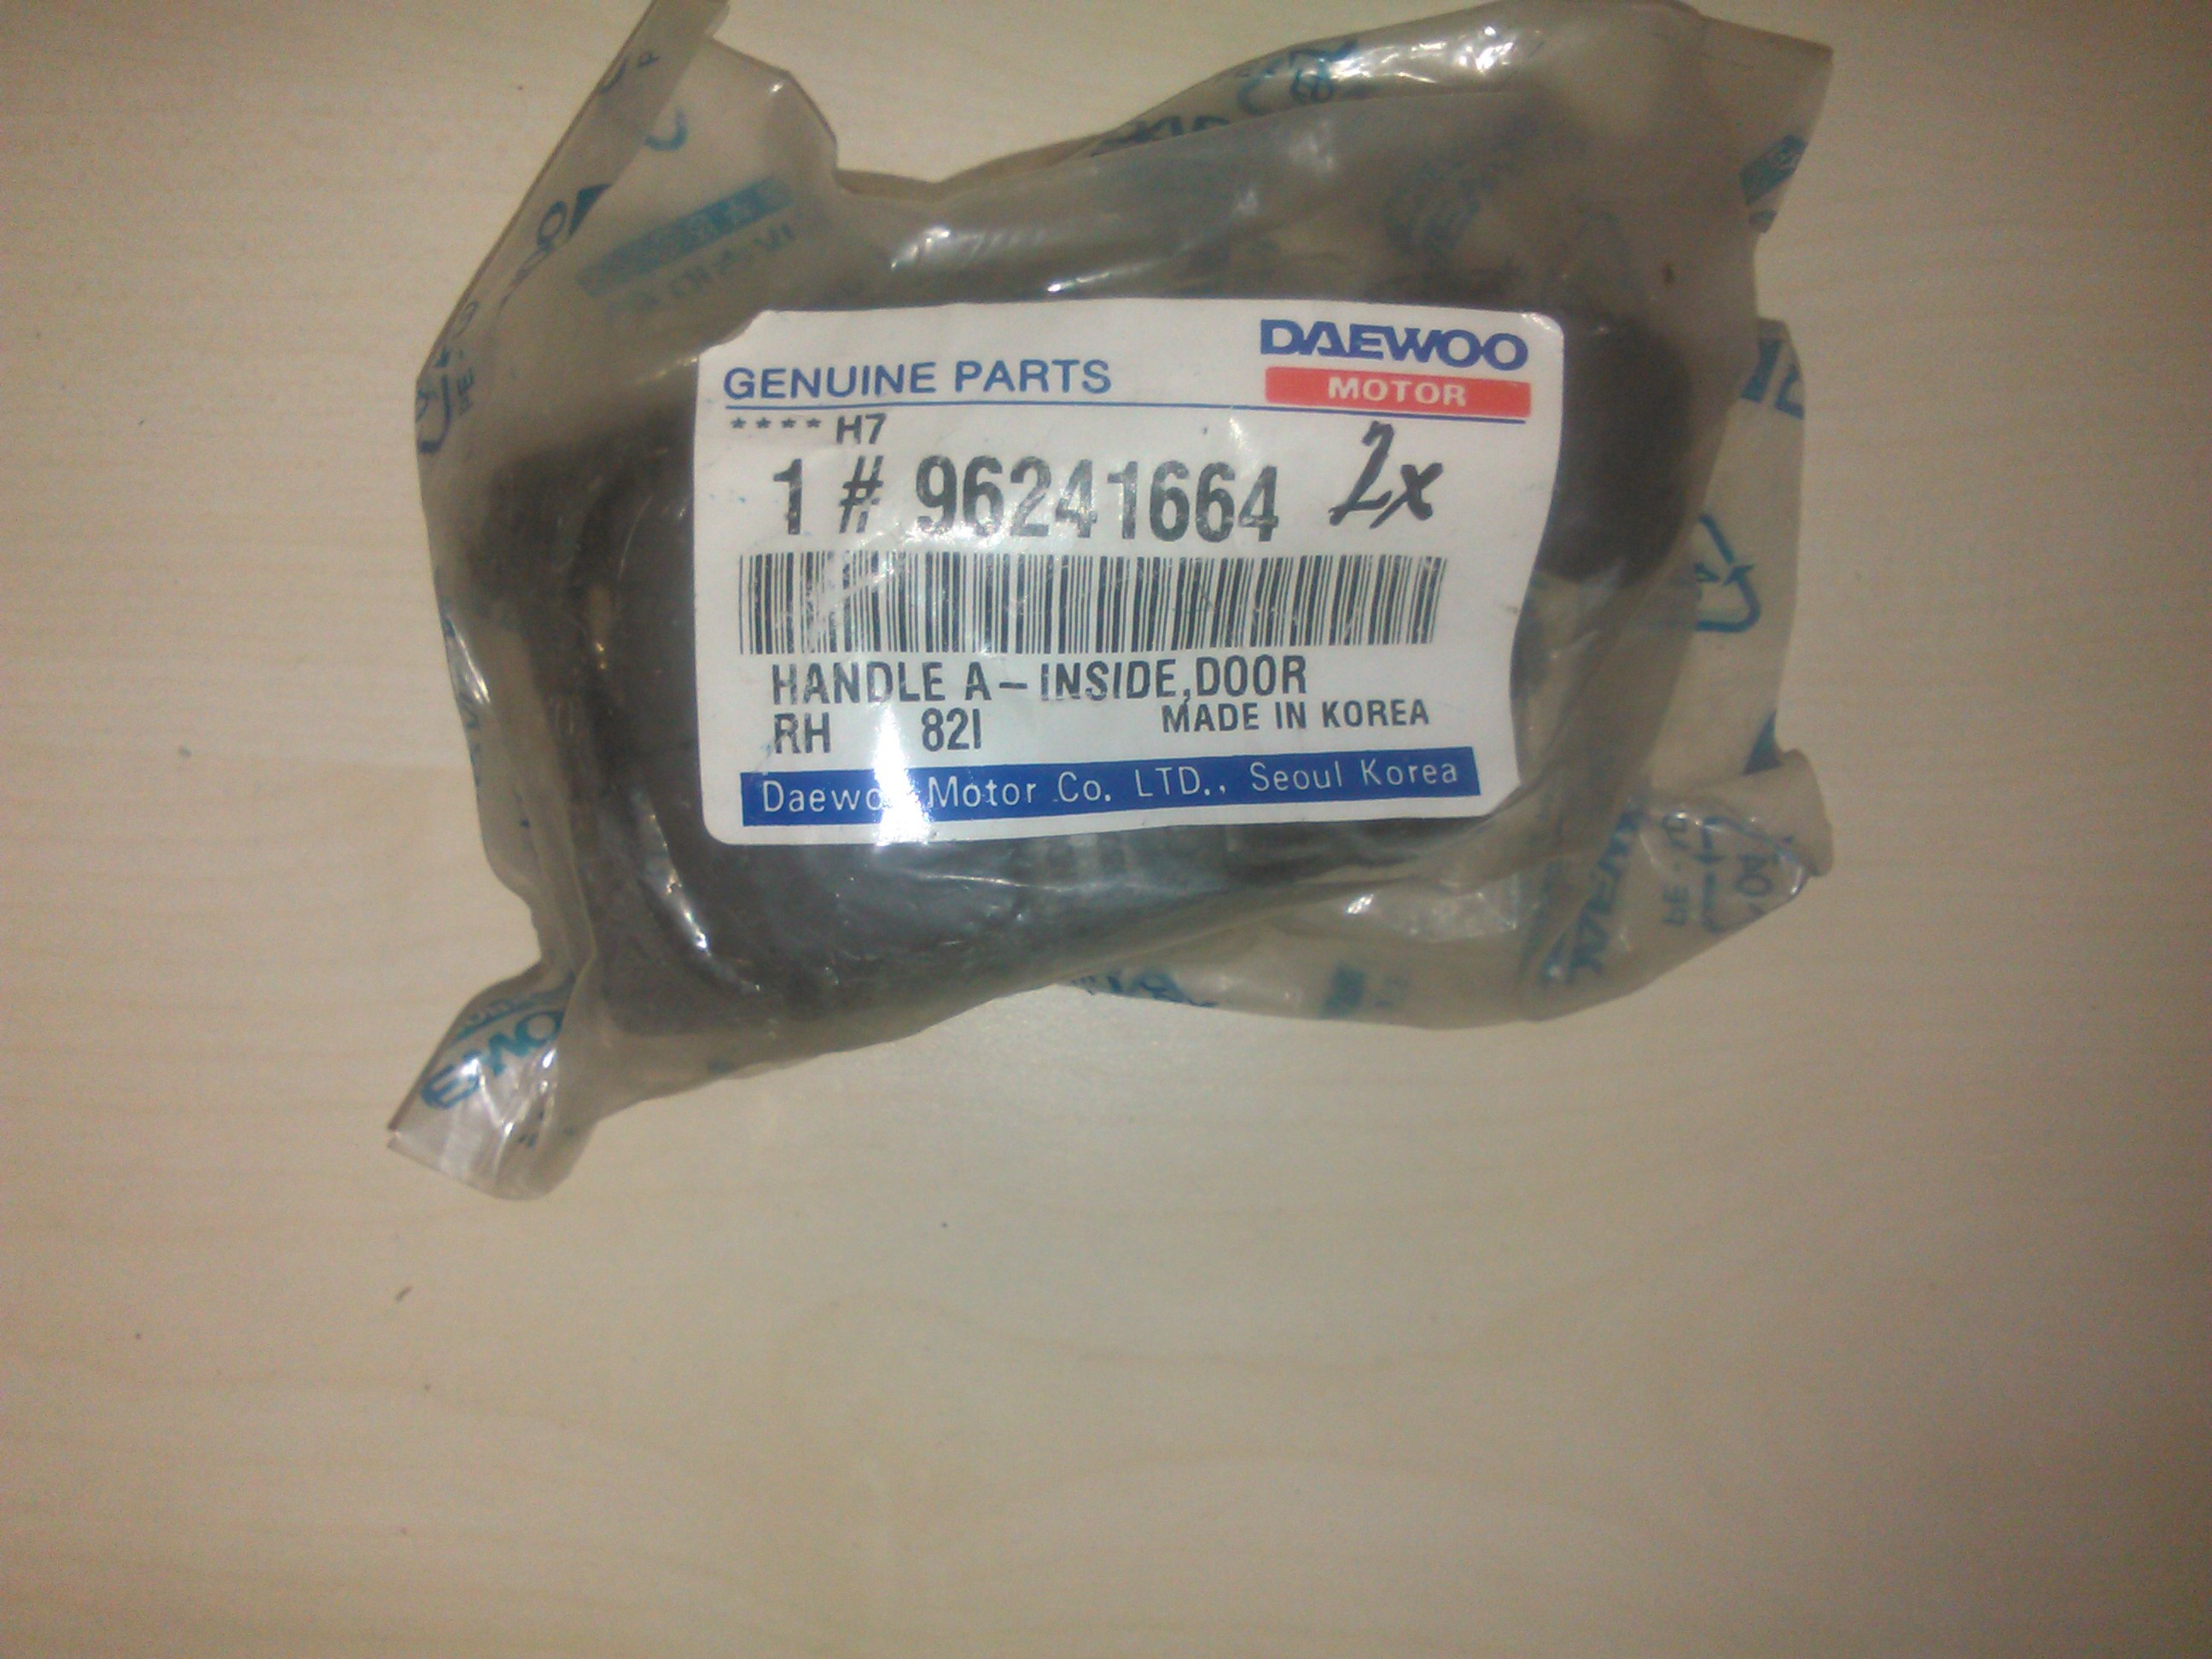 DAEWOO
GENUINE PARTS
MOTOR
**** H7
1 # 96241664 2x
HANDLE A-INSIDE,DOOR
RH 82I MADE IN KOREA
Daewoo Motor Co. LTD., Seoul Korea